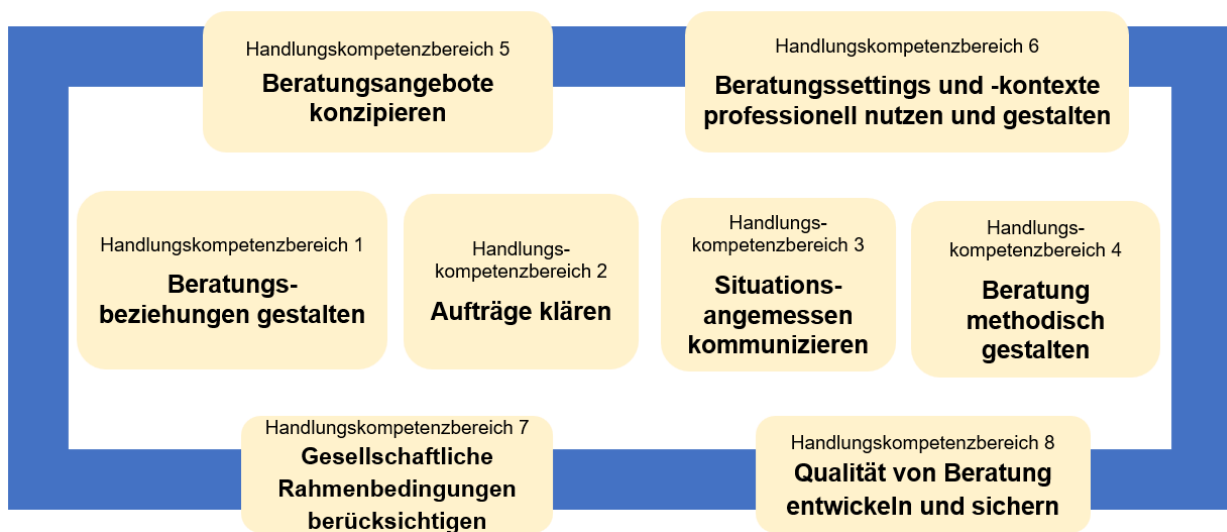 Handlungskompetenzbereich 5
Beratungsangebote
konzipieren
Handlungskompetenzbereich 6
Beratungssettings und -kontexte
professionell nutzen und gestalten
Handlungskompetenzbereich 1
Beratungs-
beziehungen gestalten
Handlungs-
kompetenzbereich 2
Aufträge klären
Handlungs-
kompetenzbereich 3
Situations-
angemessen
kommunizieren
Handlungs-
kompetenzbereich 4
Beratung
methodisch
gestalten
Handlungskompetenzbereich 7
Gesellschaftliche
Rahmenbedingungen
berücksichtigen
Handlungskompetenzbereich 8
Qualität von Beratung
entwickeln und sichern